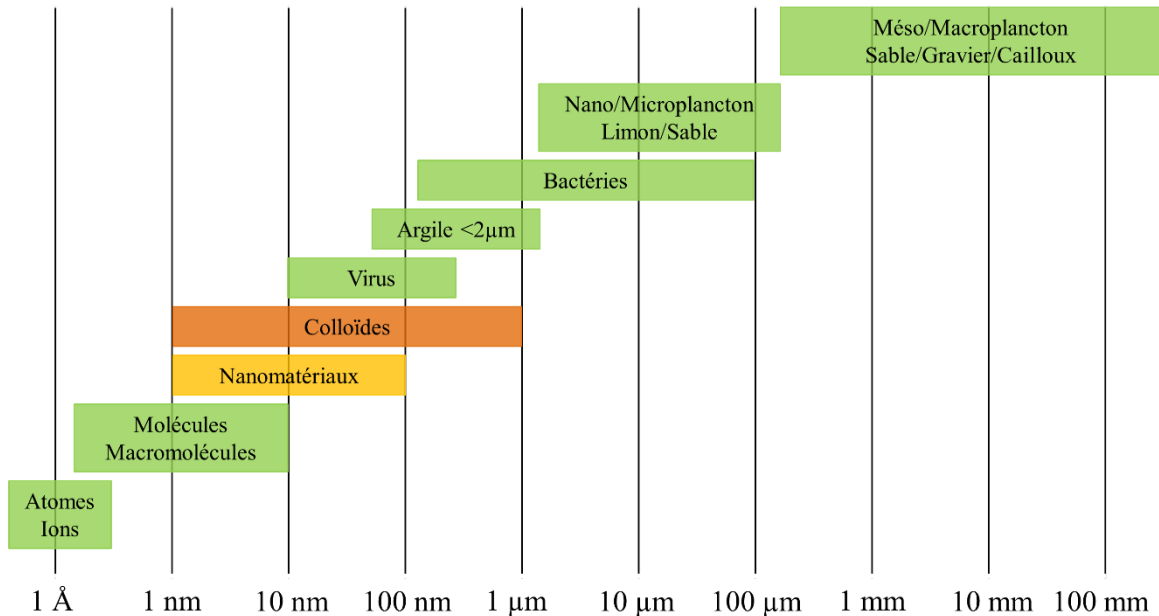 Méso/Macroplancton
Sable/Gravier/Cailloux
Nano/Microplancton
Limon/Sable
Bactéries
Argile <2µm
Virus
Colloïdes
Nanomatériaux
Molécules
Macromolécules
Atomes
Ions
1 Å 1 nm 10 nm 100 nm 1 µm 10 µm 100 µm 1 mm 10 mm 100 mm